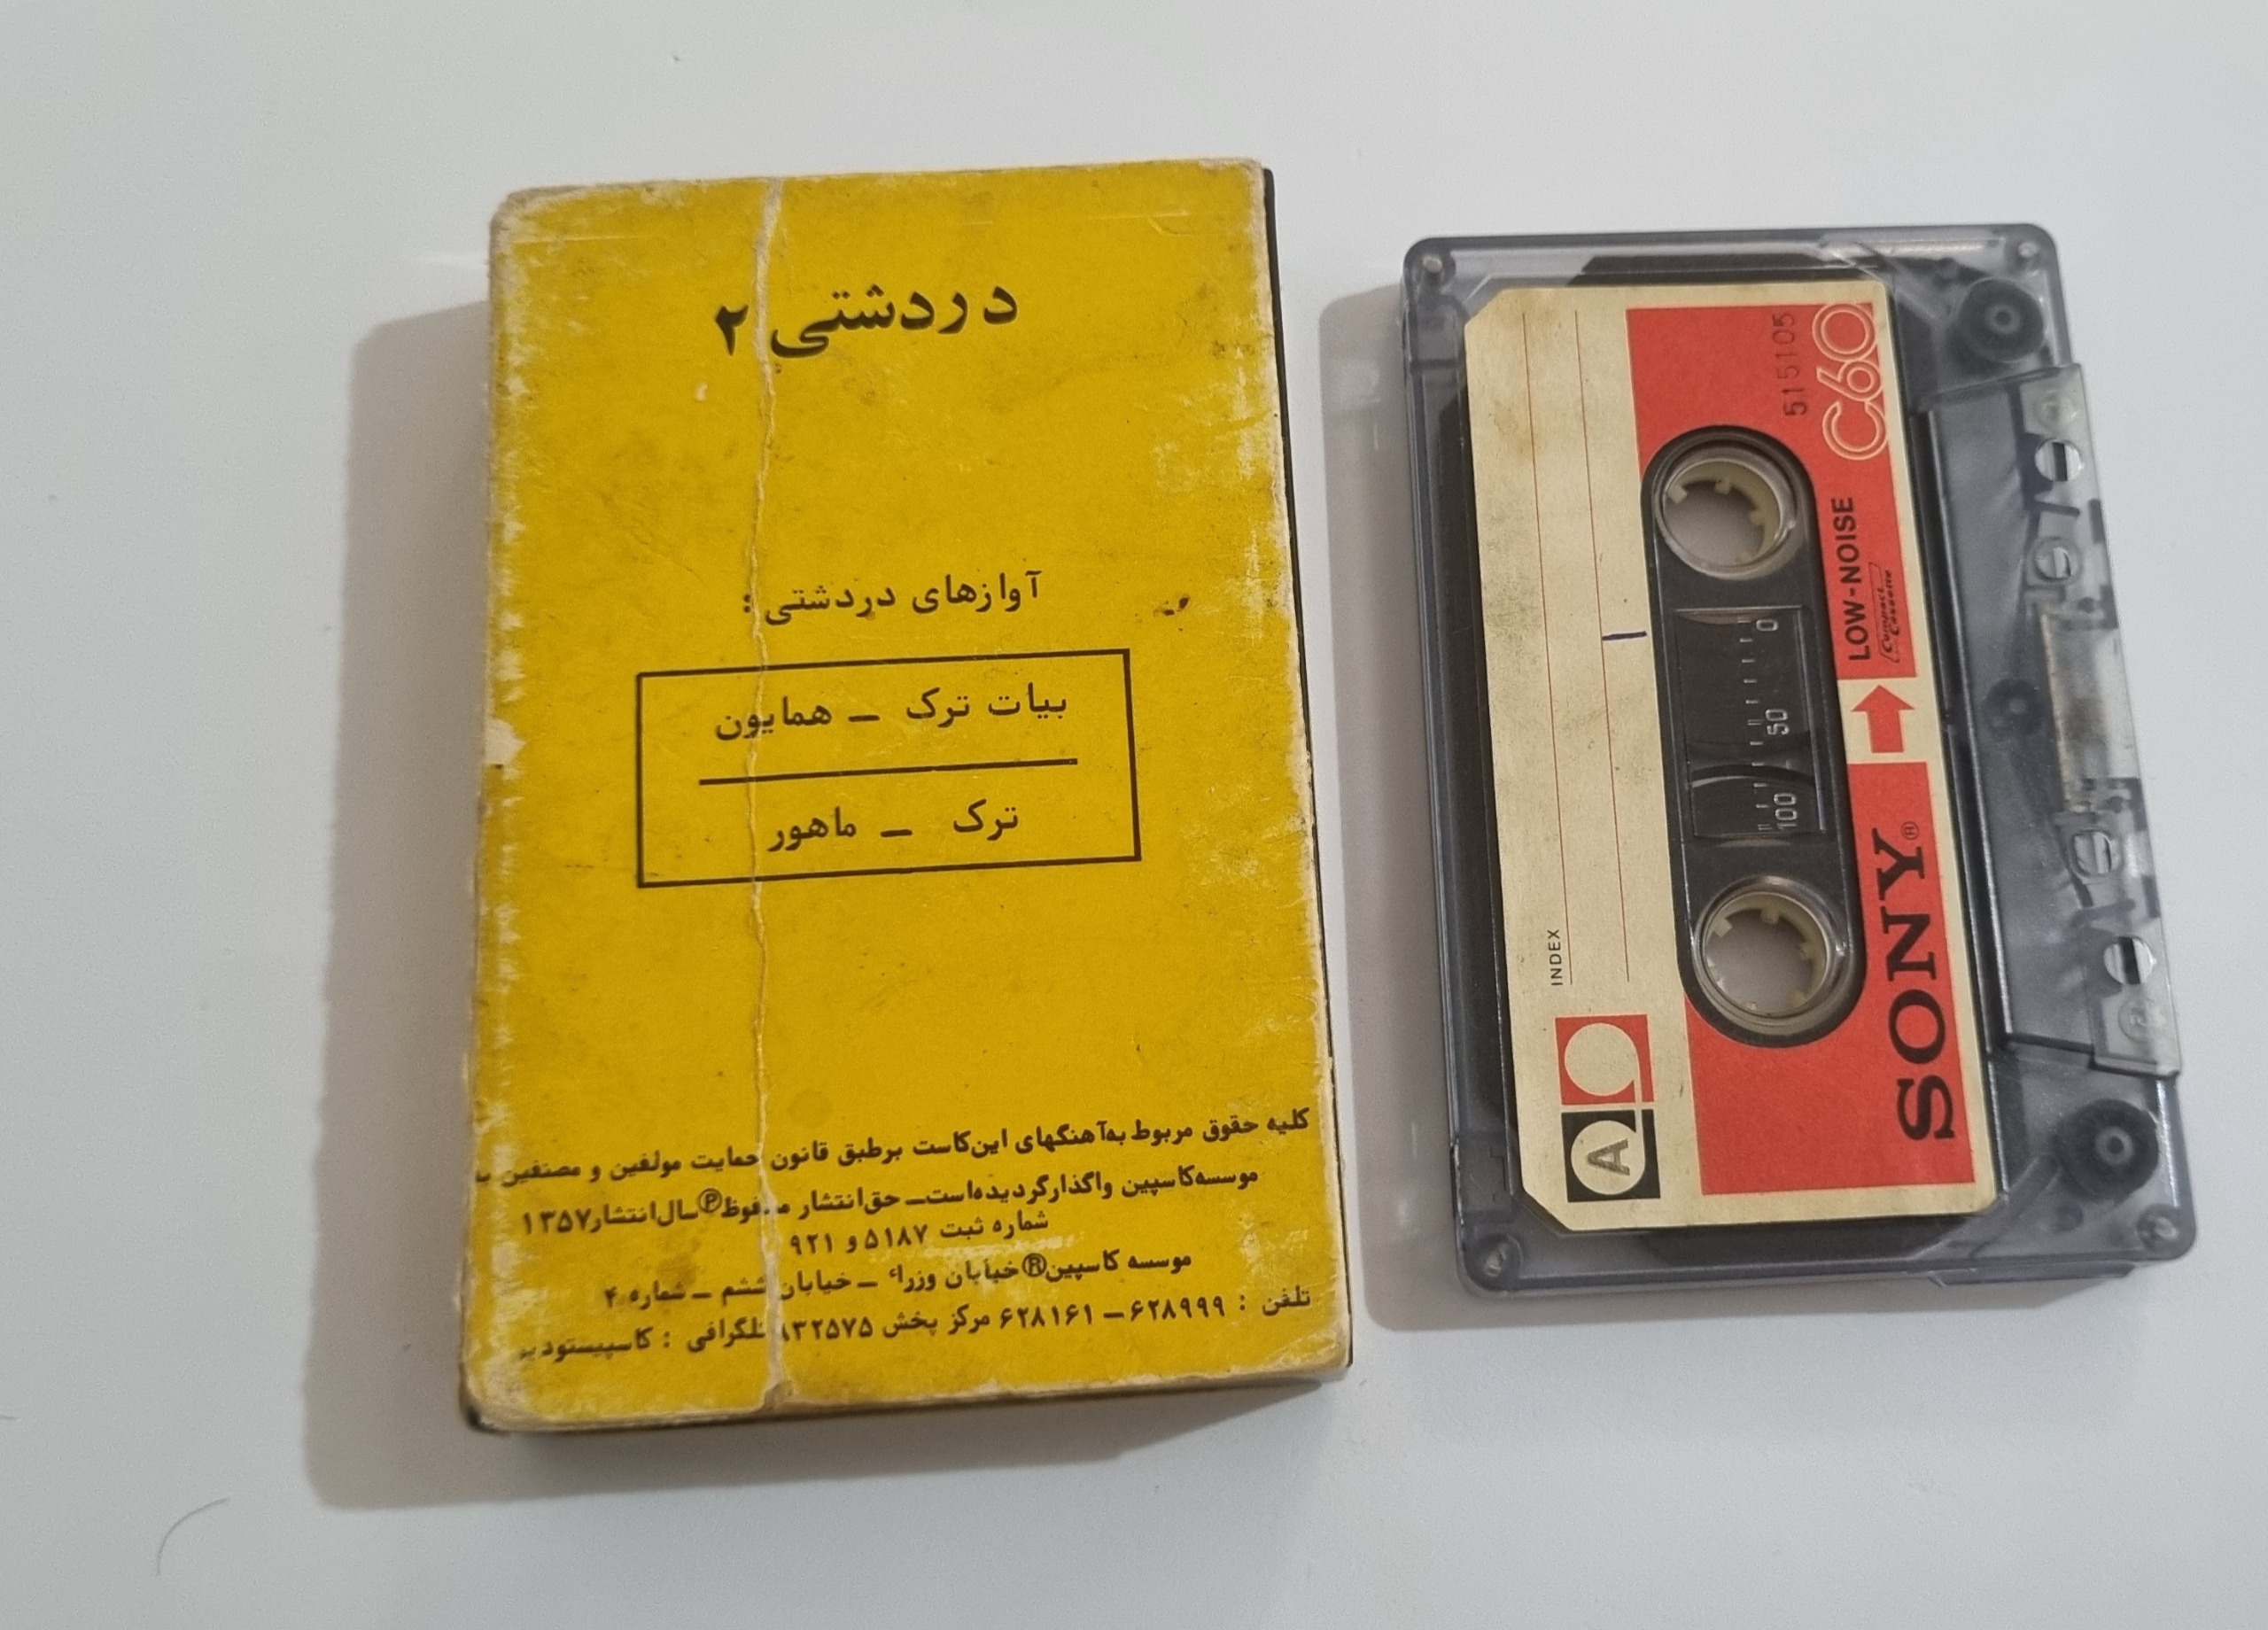 دردشتی ۲
آوازهای دردشتی :
بیات ترک ـ همایون
ترک ـ ماهور
کلیه حقوق مربوط به‌آهنگهای این‌کاست برطبق قانون حمایت مولفین و مصنفین به
موسسه‌کاسپین واگذارگردیده‌است ـ حق‌انتشار محفوظ Ⓟ سال‌انتشار ۱۳۵۷
شماره ثبت ۵۱۸۷ و ۹۲۱
موسسه کاسپین® خیابان وزراء ـ خیابان ششم ـ شماره ۴
تلفن : ۶۲۸۹۹۹ – ۶۲۸۱۶۱ مرکز پخش ۸۳۲۵۷۵ تلگرافی : کاسپیستودیو
A
INDEX
ا
0 50 100
SONY®
LOW-NOISE
Compact Cassette
C60
515105